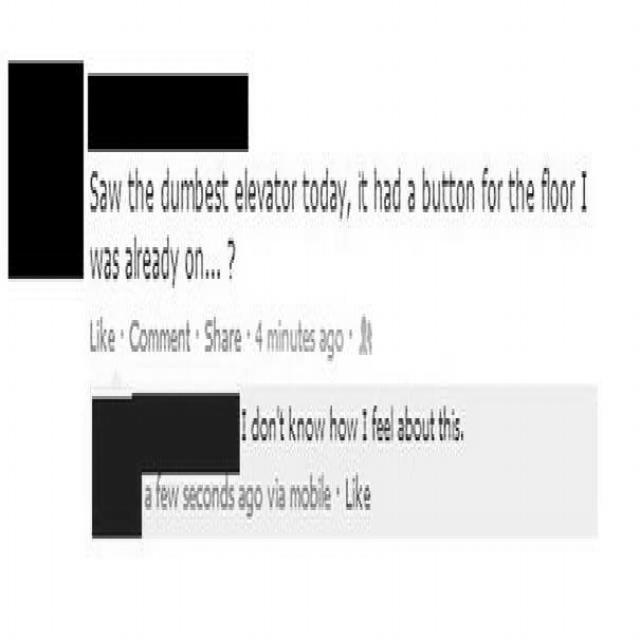 Saw the dumbest elevator today, it had a button for the floor I
was already on... ?
Like · Comment · Share · 4 minutes ago ·
I don't know how I feel about this.
a few seconds ago via mobile · Like